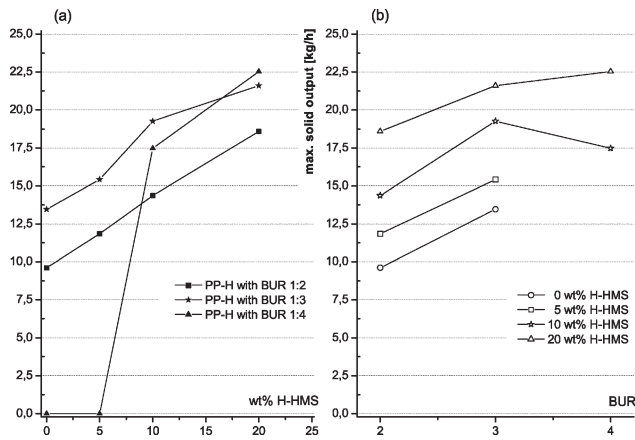 (a)
(b)
25,0
22,5
20,0
17,5
15,0
12,5
10,0
7,5
5,0
2,5
0,0
PP-H with BUR 1:2
PP-H with BUR 1:3
PP-H with BUR 1:4
wt% H-HMS
0 5 10 15 20 25
max. solid output [kg/h]
25,0
22,5
20,0
17,5
15,0
12,5
10,0
7,5
5,0
2,5
0,0
0 wt% H-HMS
5 wt% H-HMS
10 wt% H-HMS
20 wt% H-HMS
BUR
2 3 4